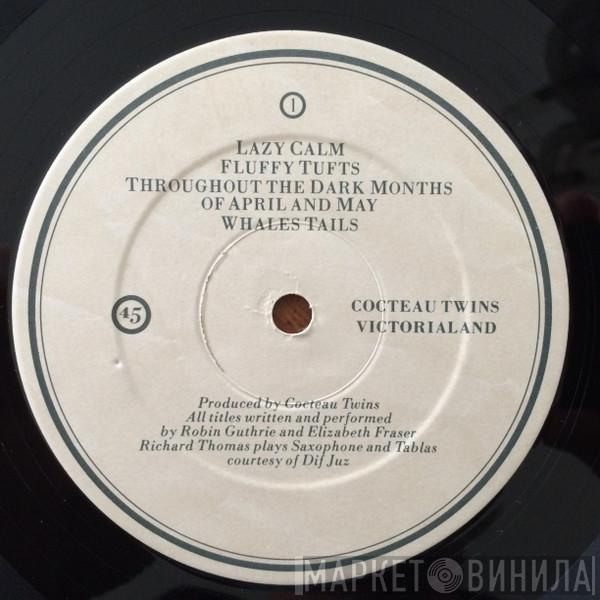 1
LAZY CALM
FLUFFY TUFTS
THROUGHOUT THE DARK MONTHS
OF APRIL AND MAY
WHALES TAILS
45
COCTEAU TWINS
VICTORIALAND
Produced by Cocteau Twins
All titles written and performed
by Robin Guthrie and Elizabeth Fraser
Richard Thomas plays Saxophone and Tablas
courtesy of Dif Juz
МАРКЕТ ВИНИЛА